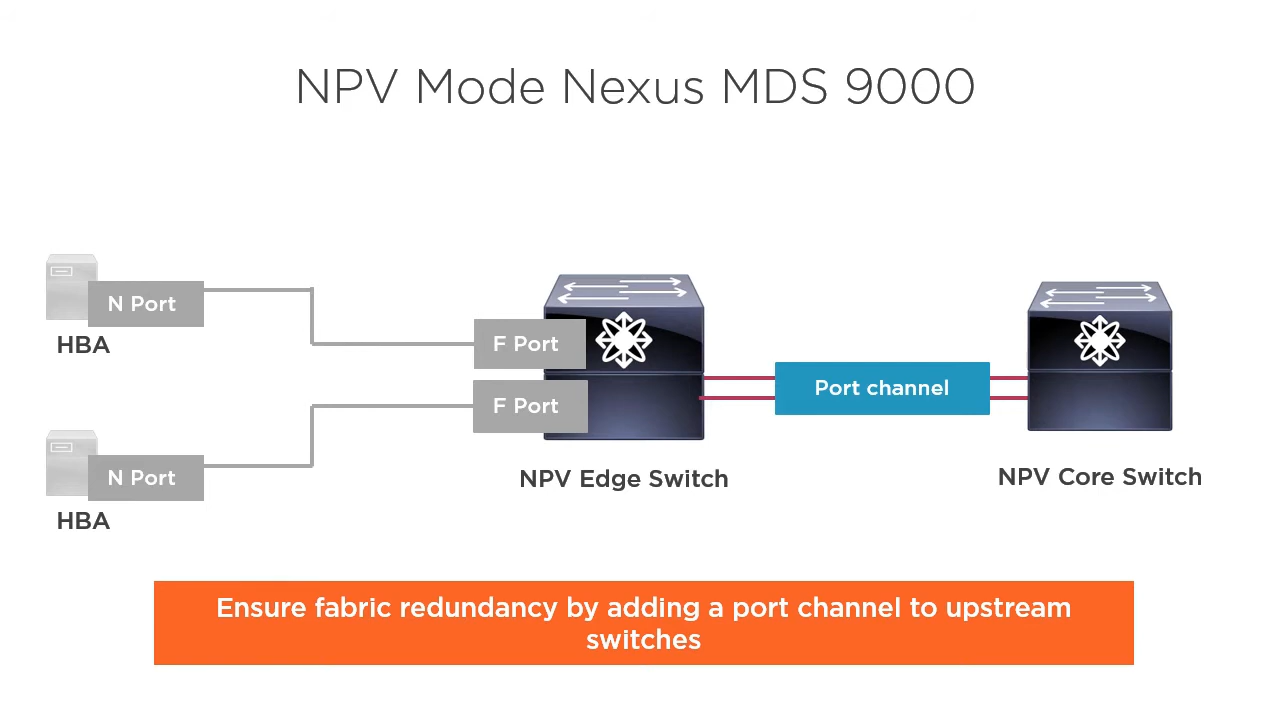 NPV Mode Nexus MDS 9000
N Port
HBA
F Port
F Port
N Port
HBA
NPV Edge Switch
Port channel
NPV Core Switch
Ensure fabric redundancy by adding a port channel to upstream
switches